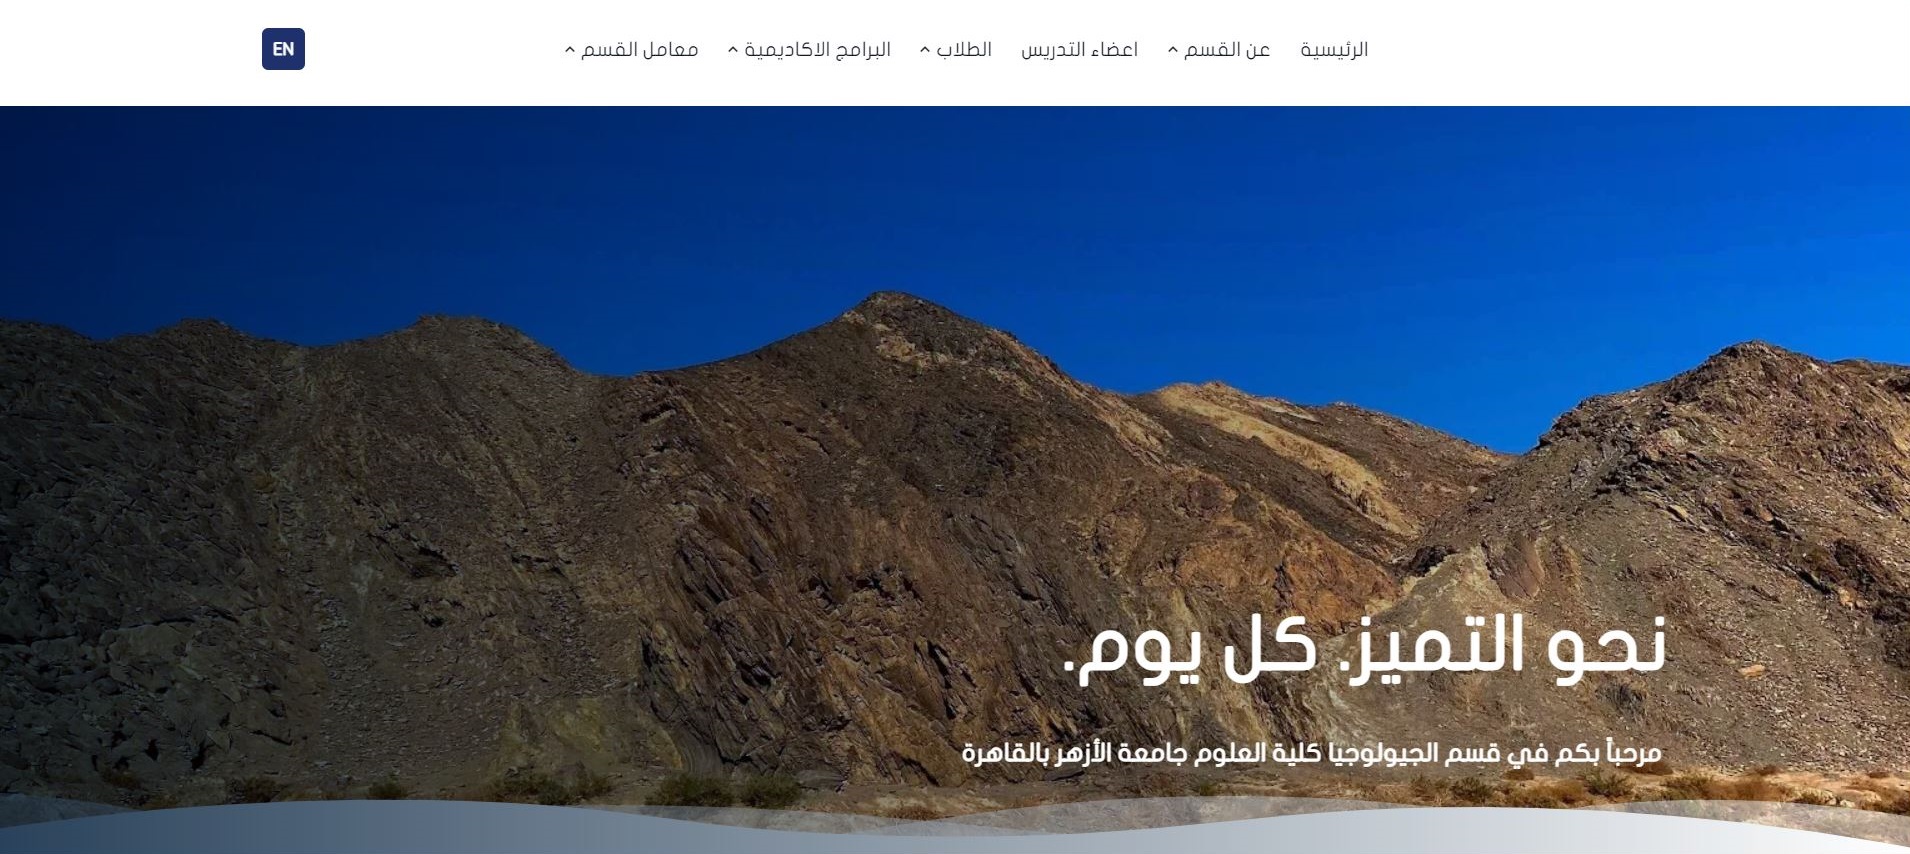 الرئيسية عن القسم اعضاء التدريس الطلاب البرامج الاكاديمية معامل القسم EN
نحو التميز. كل يوم.
مرحباً بكم في قسم الجيولوجيا كلية العلوم جامعة الأزهر بالقاهرة